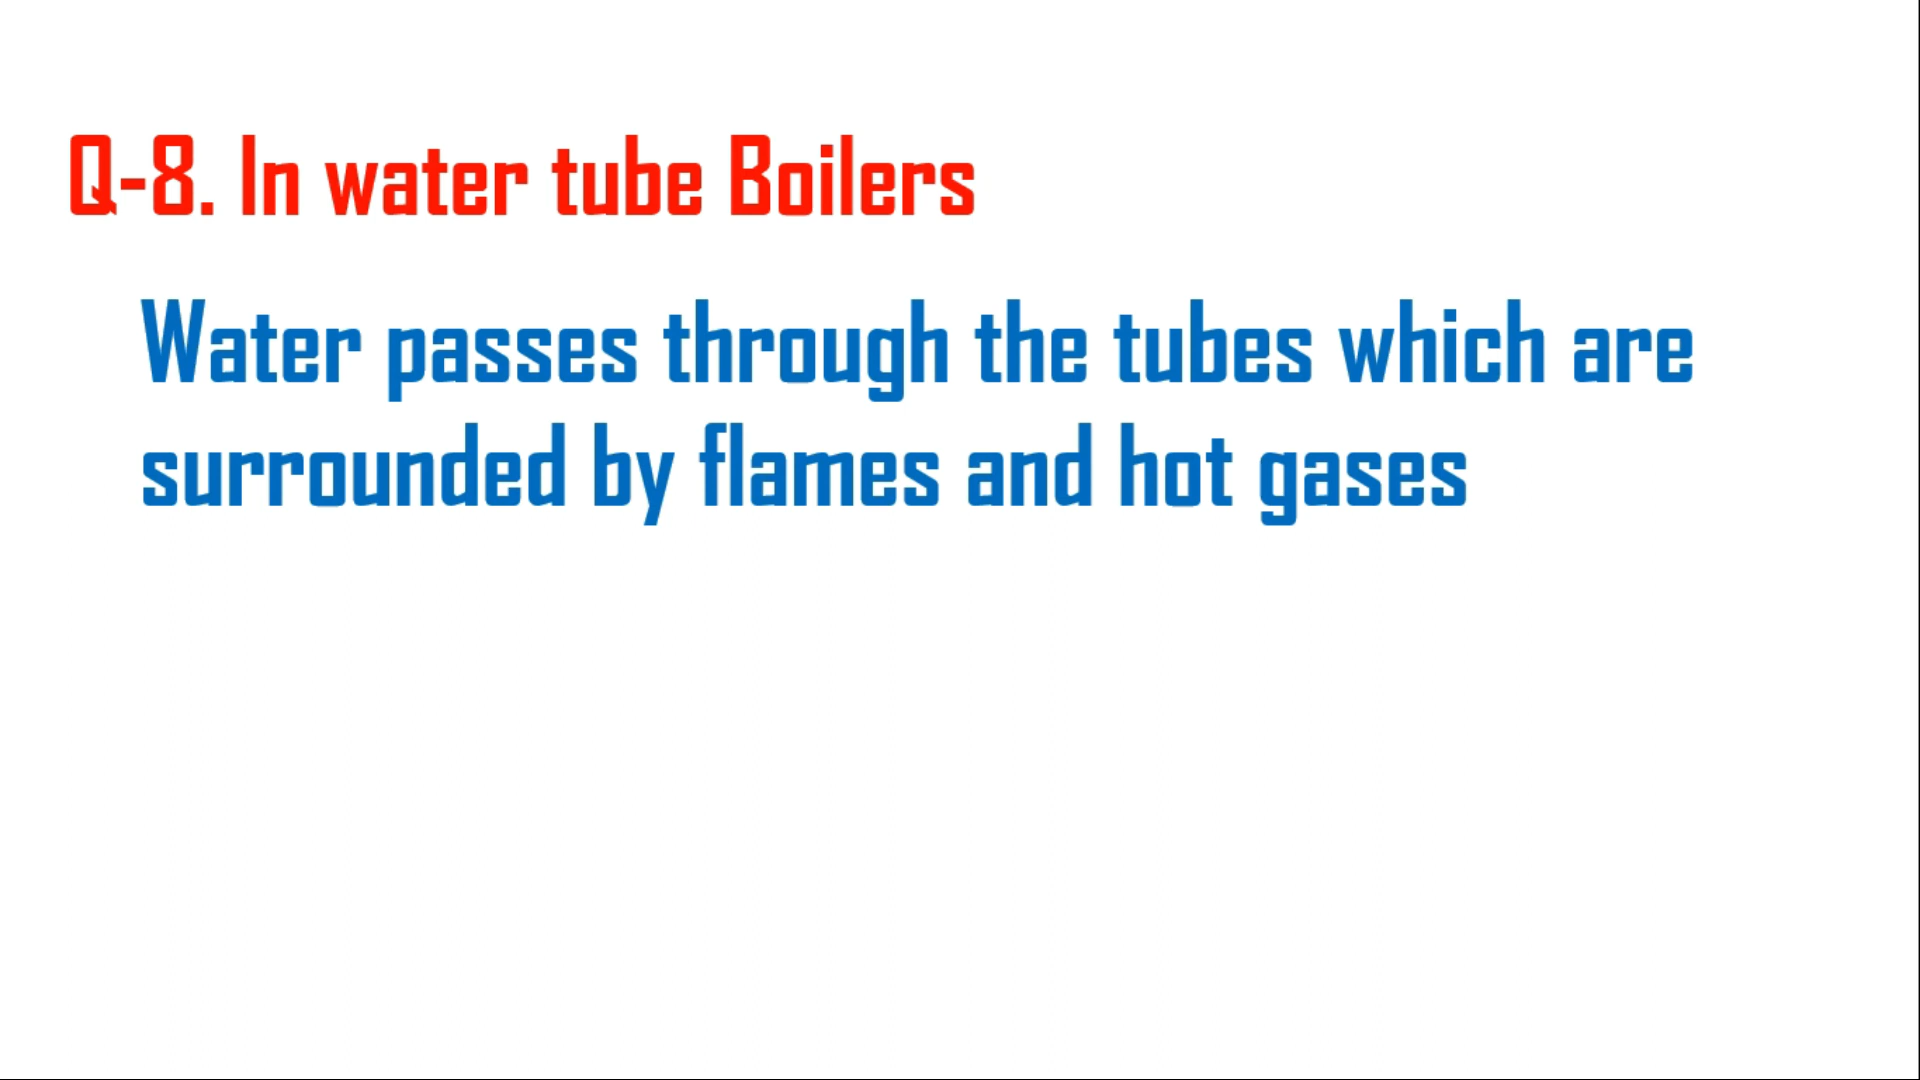 Q-8. In water tube Boilers
Water passes through the tubes which are
surrounded by flames and hot gases